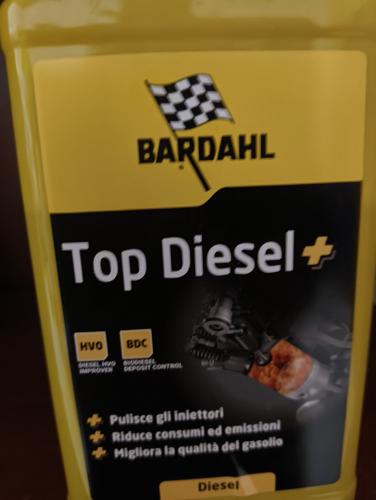 BARDAHL
Top Diesel+
HVO BDC
DIESEL HVO IMPROVER
BIODIESEL DEPOSIT CONTROL
+ Pulisce gli iniettori
+ Riduce consumi ed emissioni
+ Migliora la qualità del gasolio
Diesel